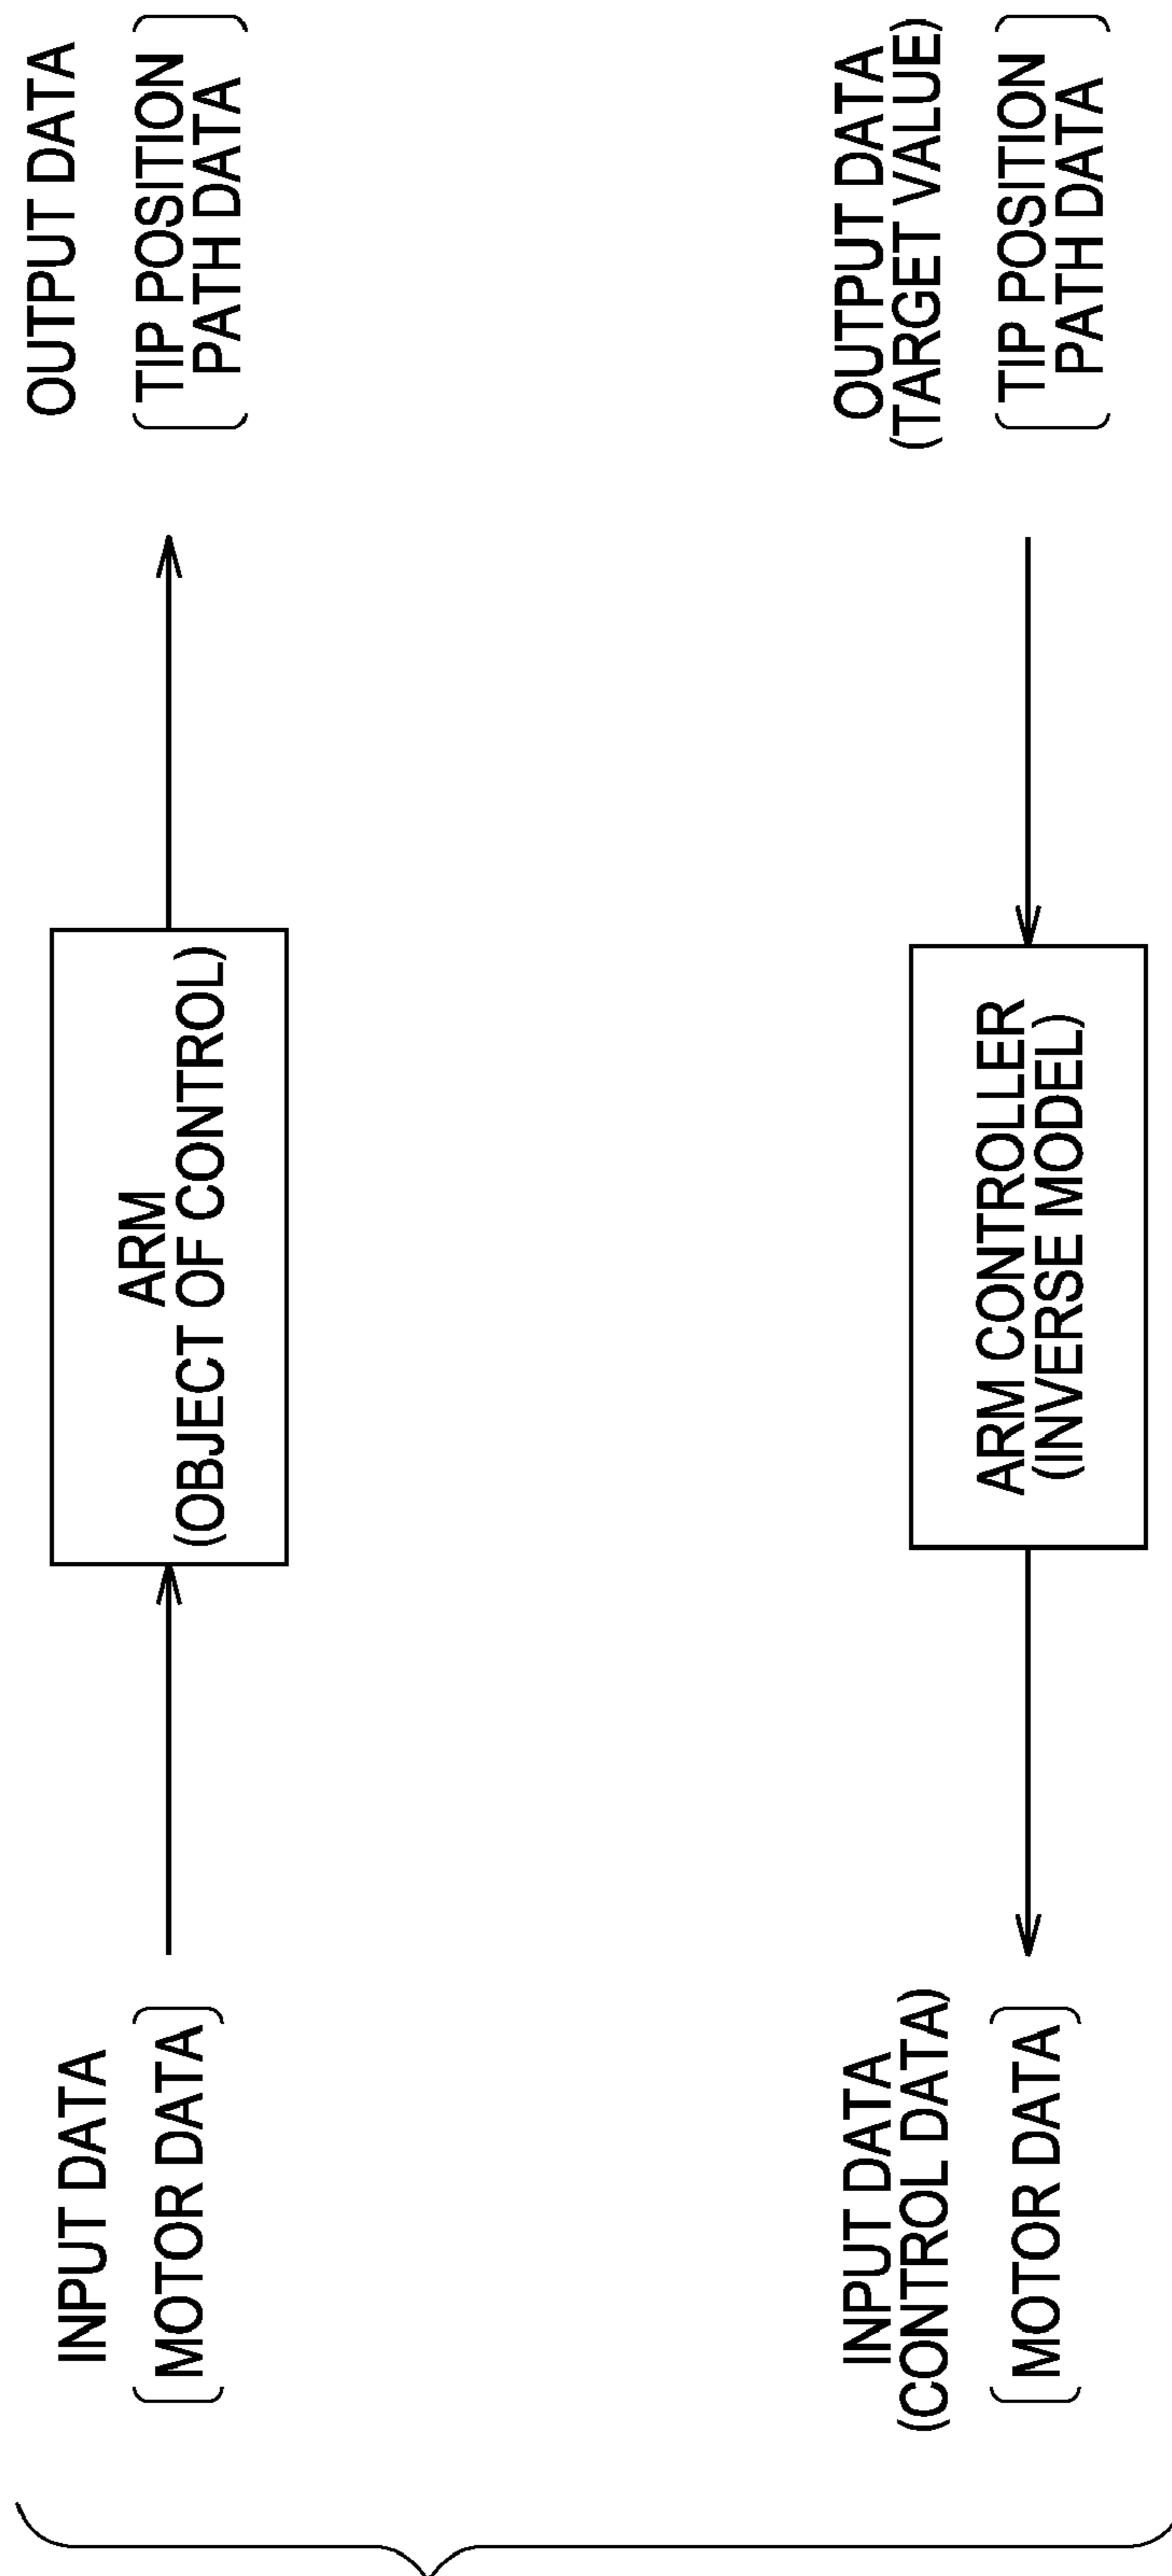 INPUT DATA
(MOTOR DATA)
ARM
(OBJECT OF CONTROL)
OUTPUT DATA
(TIP POSITION
PATH DATA)
INPUT DATA
(CONTROL DATA)
(MOTOR DATA)
ARM CONTROLLER
(INVERSE MODEL)
OUTPUT DATA
(TARGET VALUE)
(TIP POSITION
PATH DATA)